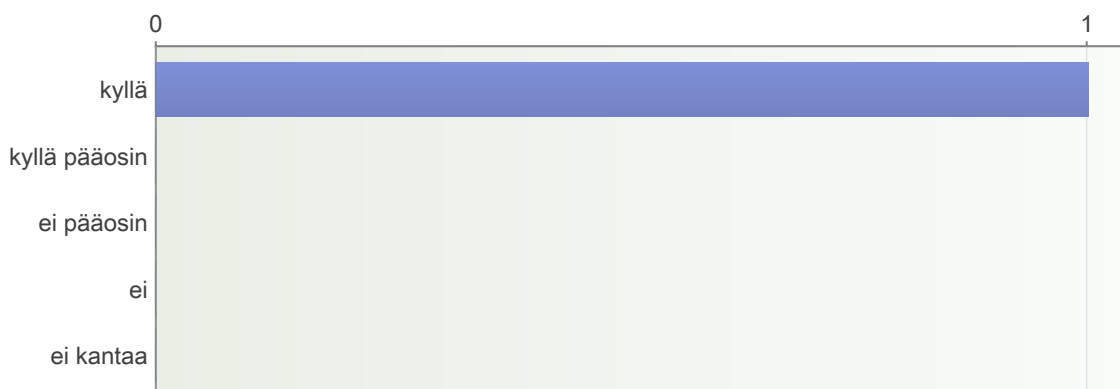 0 1
kyllä
kyllä pääosin
ei pääosin
ei
ei kantaa